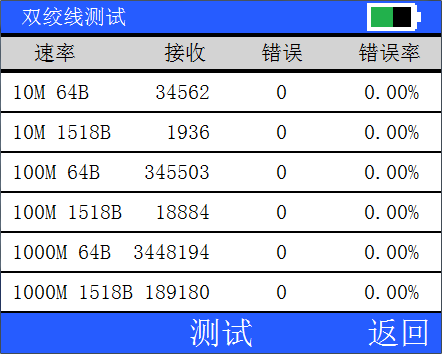 双绞线测试
速率 接收 错误 错误率
10M 64B 34562 0 0.00%
10M 1518B 1936 0 0.00%
100M 64B 345503 0 0.00%
100M 1518B 18884 0 0.00%
1000M 64B 3448194 0 0.00%
1000M 1518B 189180 0 0.00%
测试 返回